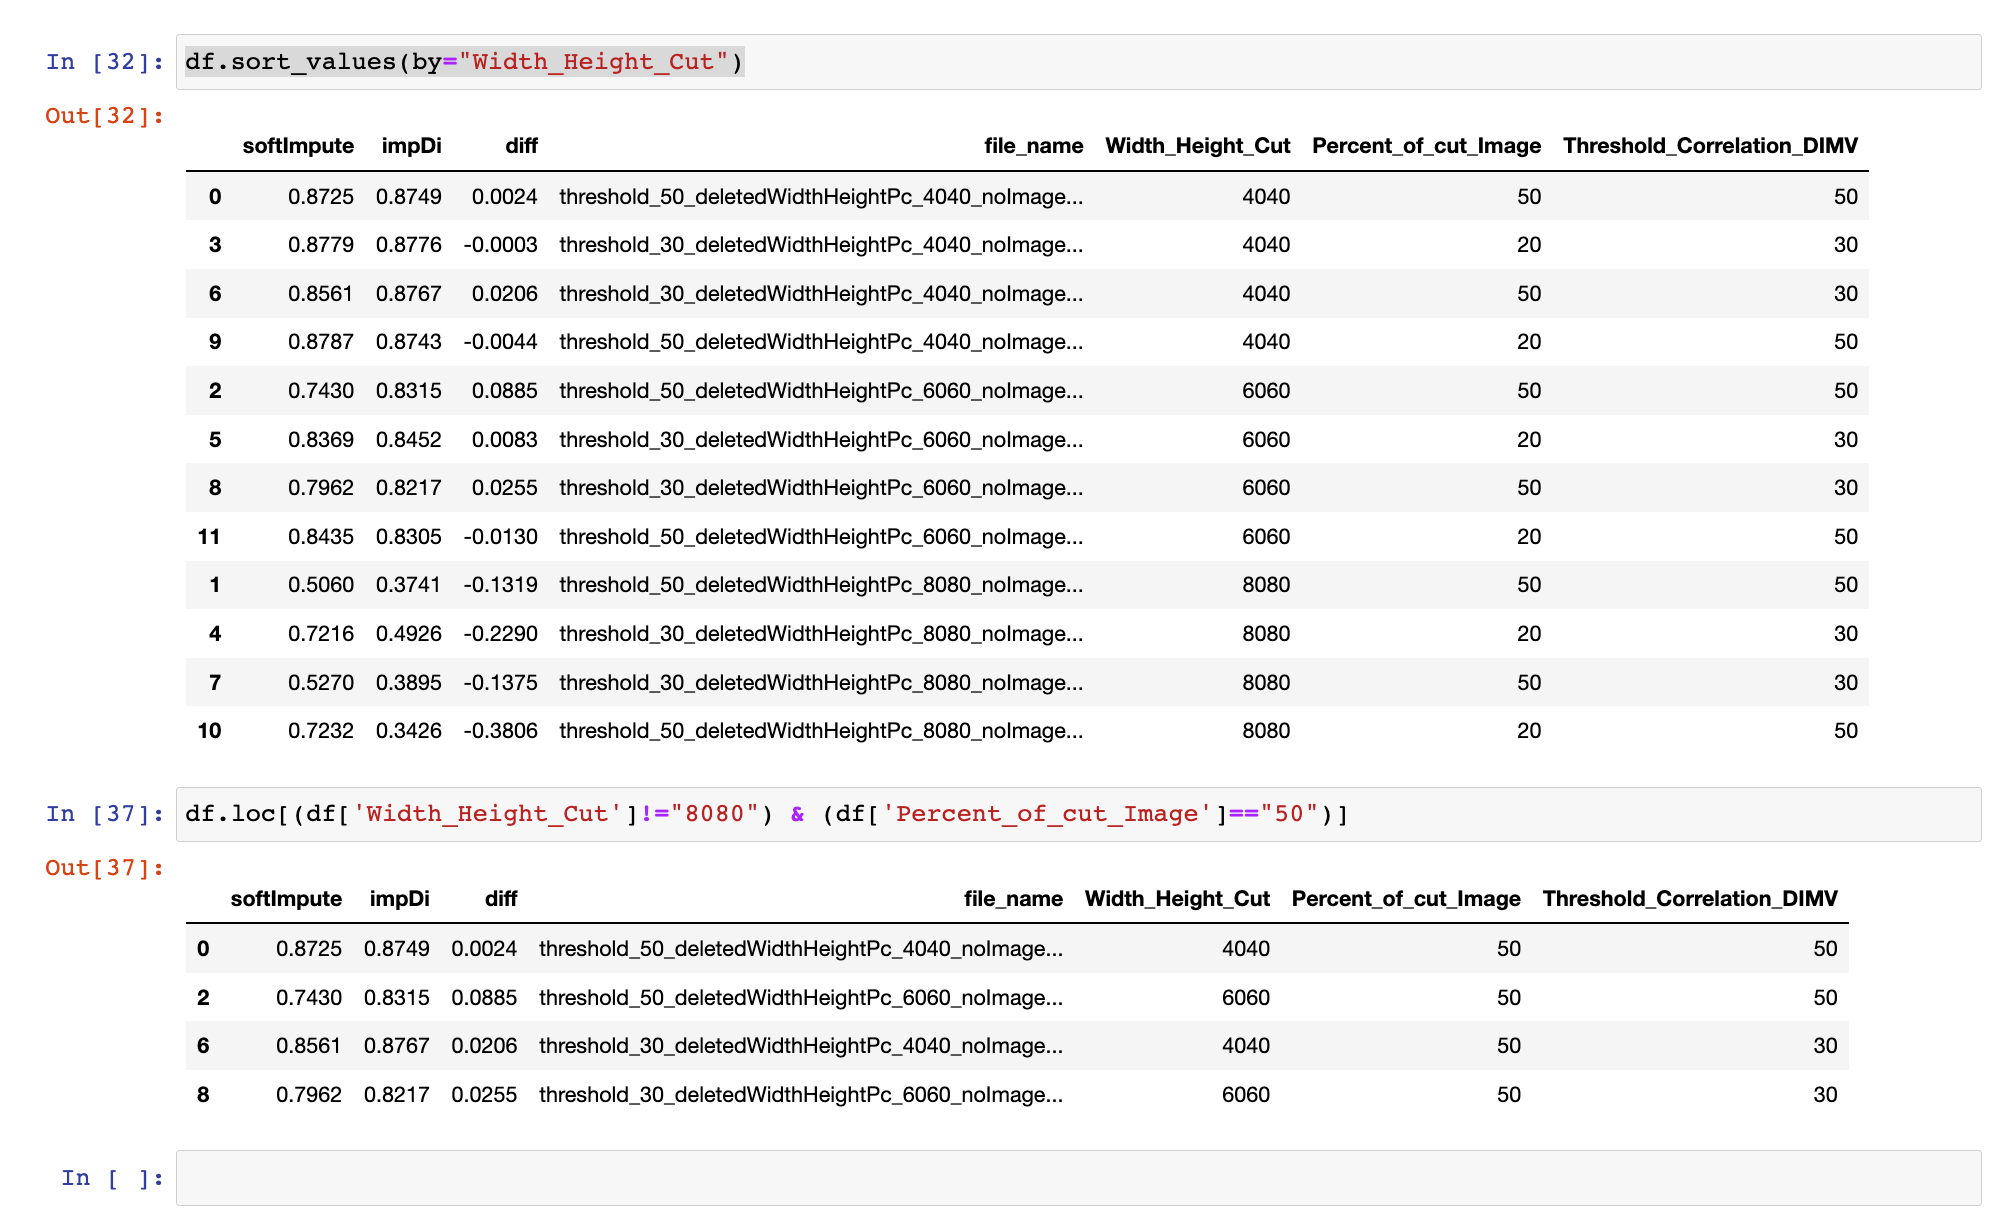 In [32]: df.sort_values(by="Width_Height_Cut")
Out[32]:
softImpute impDi diff file_name Width_Height_Cut Percent_of_cut_Image Threshold_Correlation_DIMV
0 0.8725 0.8749 0.0024 threshold_50_deletedWidthHeightPc_4040_noImage... 4040 50 50
3 0.8779 0.8776 -0.0003 threshold_30_deletedWidthHeightPc_4040_noImage... 4040 20 30
6 0.8561 0.8767 0.0206 threshold_30_deletedWidthHeightPc_4040_noImage... 4040 50 30
9 0.8787 0.8743 -0.0044 threshold_50_deletedWidthHeightPc_4040_noImage... 4040 20 50
2 0.7430 0.8315 0.0885 threshold_50_deletedWidthHeightPc_6060_noImage... 6060 50 50
5 0.8369 0.8452 0.0083 threshold_30_deletedWidthHeightPc_6060_noImage... 6060 20 30
8 0.7962 0.8217 0.0255 threshold_30_deletedWidthHeightPc_6060_noImage... 6060 50 30
11 0.8435 0.8305 -0.0130 threshold_50_deletedWidthHeightPc_6060_noImage... 6060 20 50
1 0.5060 0.3741 -0.1319 threshold_50_deletedWidthHeightPc_8080_noImage... 8080 50 50
4 0.7216 0.4926 -0.2290 threshold_30_deletedWidthHeightPc_8080_noImage... 8080 20 30
7 0.5270 0.3895 -0.1375 threshold_30_deletedWidthHeightPc_8080_noImage... 8080 50 30
10 0.7232 0.3426 -0.3806 threshold_50_deletedWidthHeightPc_8080_noImage... 8080 20 50
In [37]: df.loc[(df['Width_Height_Cut']!="8080") & (df['Percent_of_cut_Image']=="50")]
Out[37]:
softImpute impDi diff file_name Width_Height_Cut Percent_of_cut_Image Threshold_Correlation_DIMV
0 0.8725 0.8749 0.0024 threshold_50_deletedWidthHeightPc_4040_noImage... 4040 50 50
2 0.7430 0.8315 0.0885 threshold_50_deletedWidthHeightPc_6060_noImage... 6060 50 50
6 0.8561 0.8767 0.0206 threshold_30_deletedWidthHeightPc_4040_noImage... 4040 50 30
8 0.7962 0.8217 0.0255 threshold_30_deletedWidthHeightPc_6060_noImage... 6060 50 30
In [ ]: